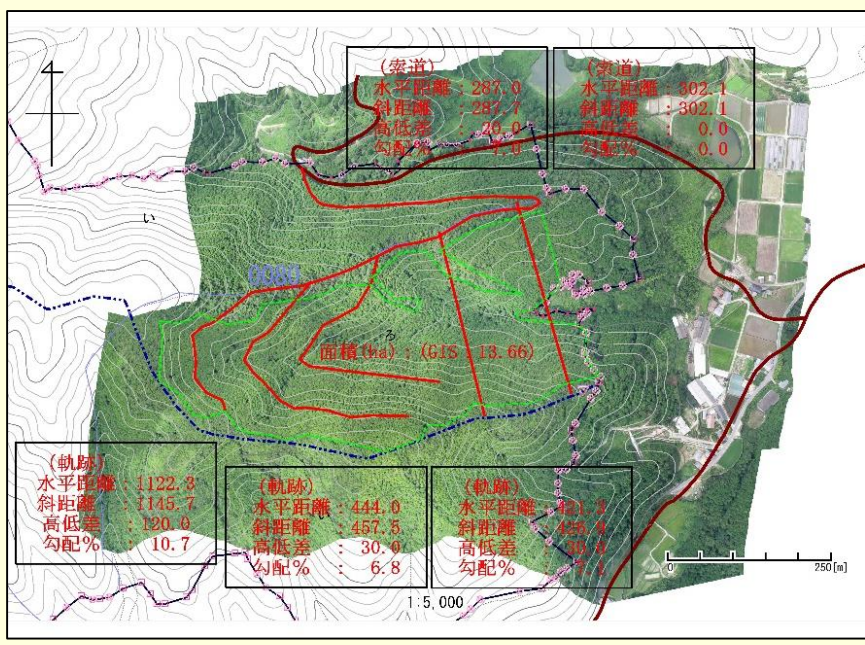 (索道)
水平距離：287.0
斜距離：287.7
高低差： 20.0
勾配%： 7.0
(索道)
水平距離：302.1
斜距離：302.1
高低差： 0.0
勾配%： 0.0
い
0080
ろ
面積(ha)：(GIS：13.66)
(軌跡)
水平距離：1122.3
斜距離：1145.7
高低差：120.0
勾配%： 10.7
(軌跡)
水平距離：444.0
斜距離：457.5
高低差： 30.0
勾配%： 6.8
(軌跡)
水平距離：421.3
斜距離：426.9
高低差： 30.0
勾配%： 7.1
0 250[m]
1:5,000